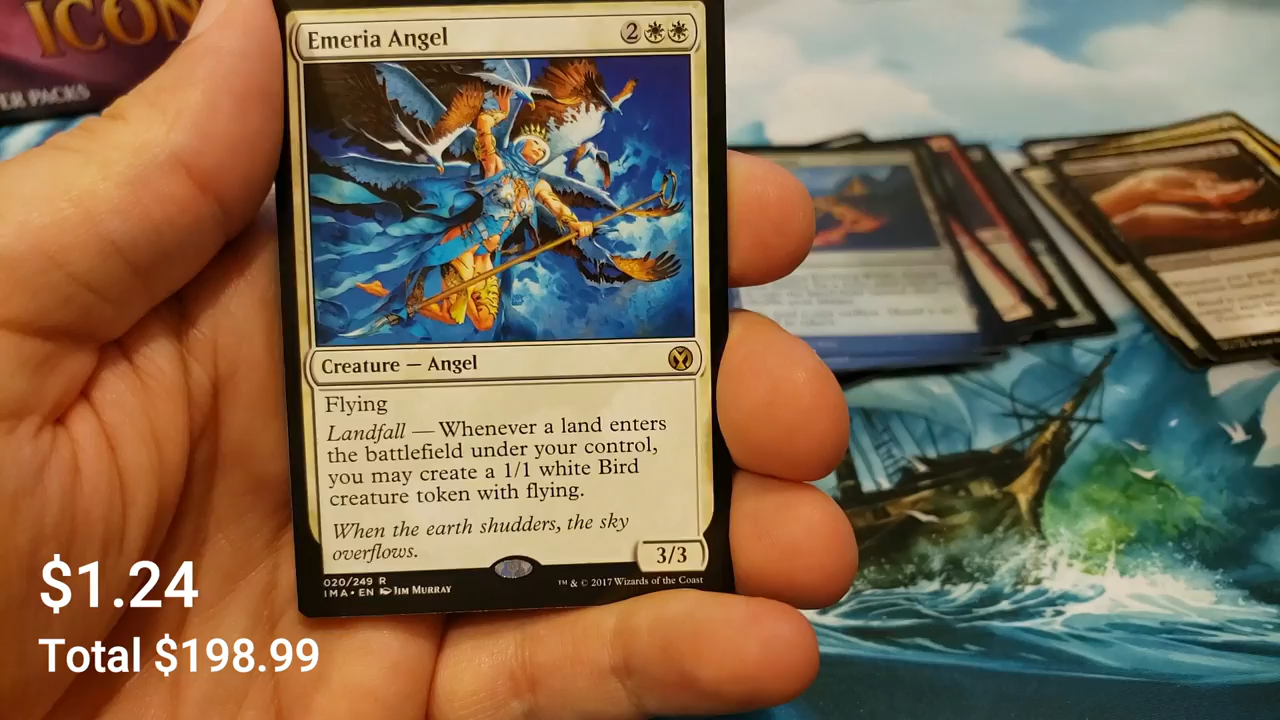 ICON
ER PACKS
Emeria Angel 2
Creature — Angel
Flying
Landfall — Whenever a land enters
the battlefield under your control,
you may create a 1/1 white Bird
creature token with flying.
When the earth shudders, the sky
overflows.
3/3
020/249 R
IMA • EN JIM MURRAY
™ & © 2017 Wizards of the Coast
$1.24
Total $198.99